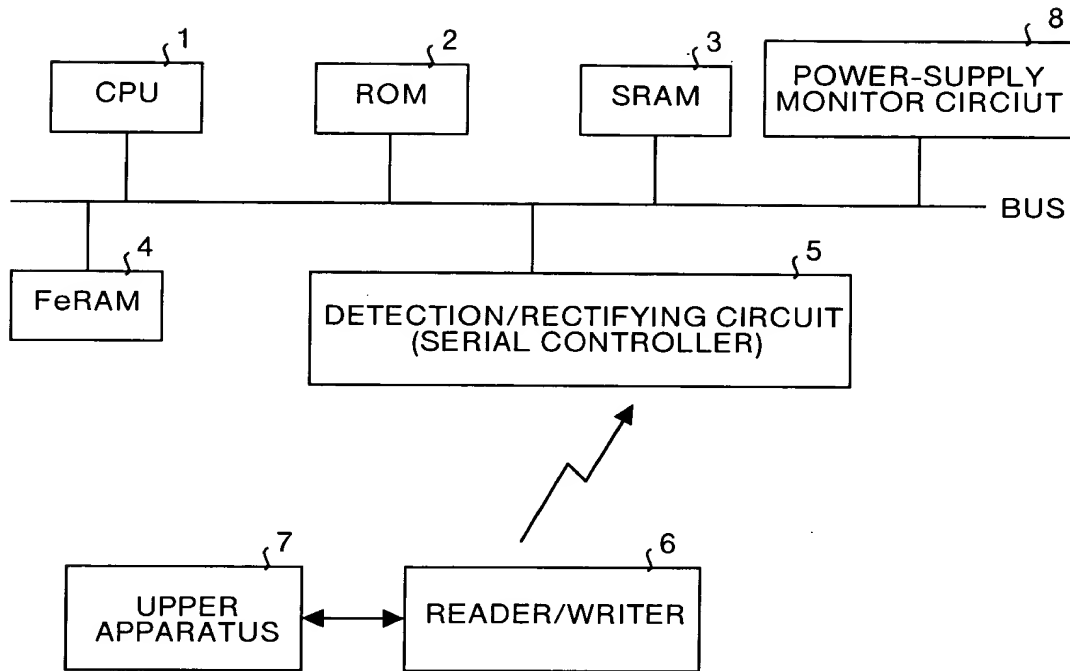 1
CPU
2
ROM
3
SRAM
8
POWER-SUPPLY
MONITOR CIRCIUT
BUS
4
FeRAM
5
DETECTION/RECTIFYING CIRCUIT
(SERIAL CONTROLLER)
7
UPPER
APPARATUS
6
READER/WRITER